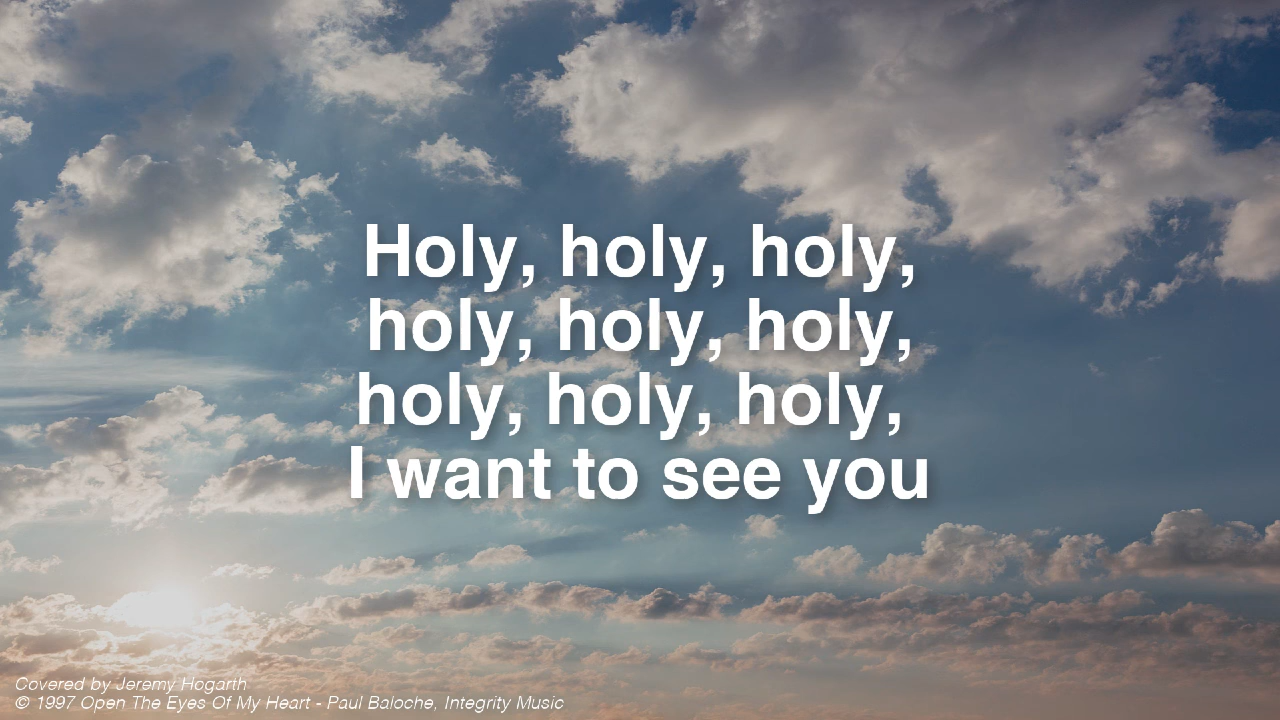 Holy, holy, holy,
holy, holy, holy,
holy, holy, holy,
I want to see you
Covered by Jeremy Hogarth
© 1997 Open The Eyes Of My Heart - Paul Baloche, Integrity Music